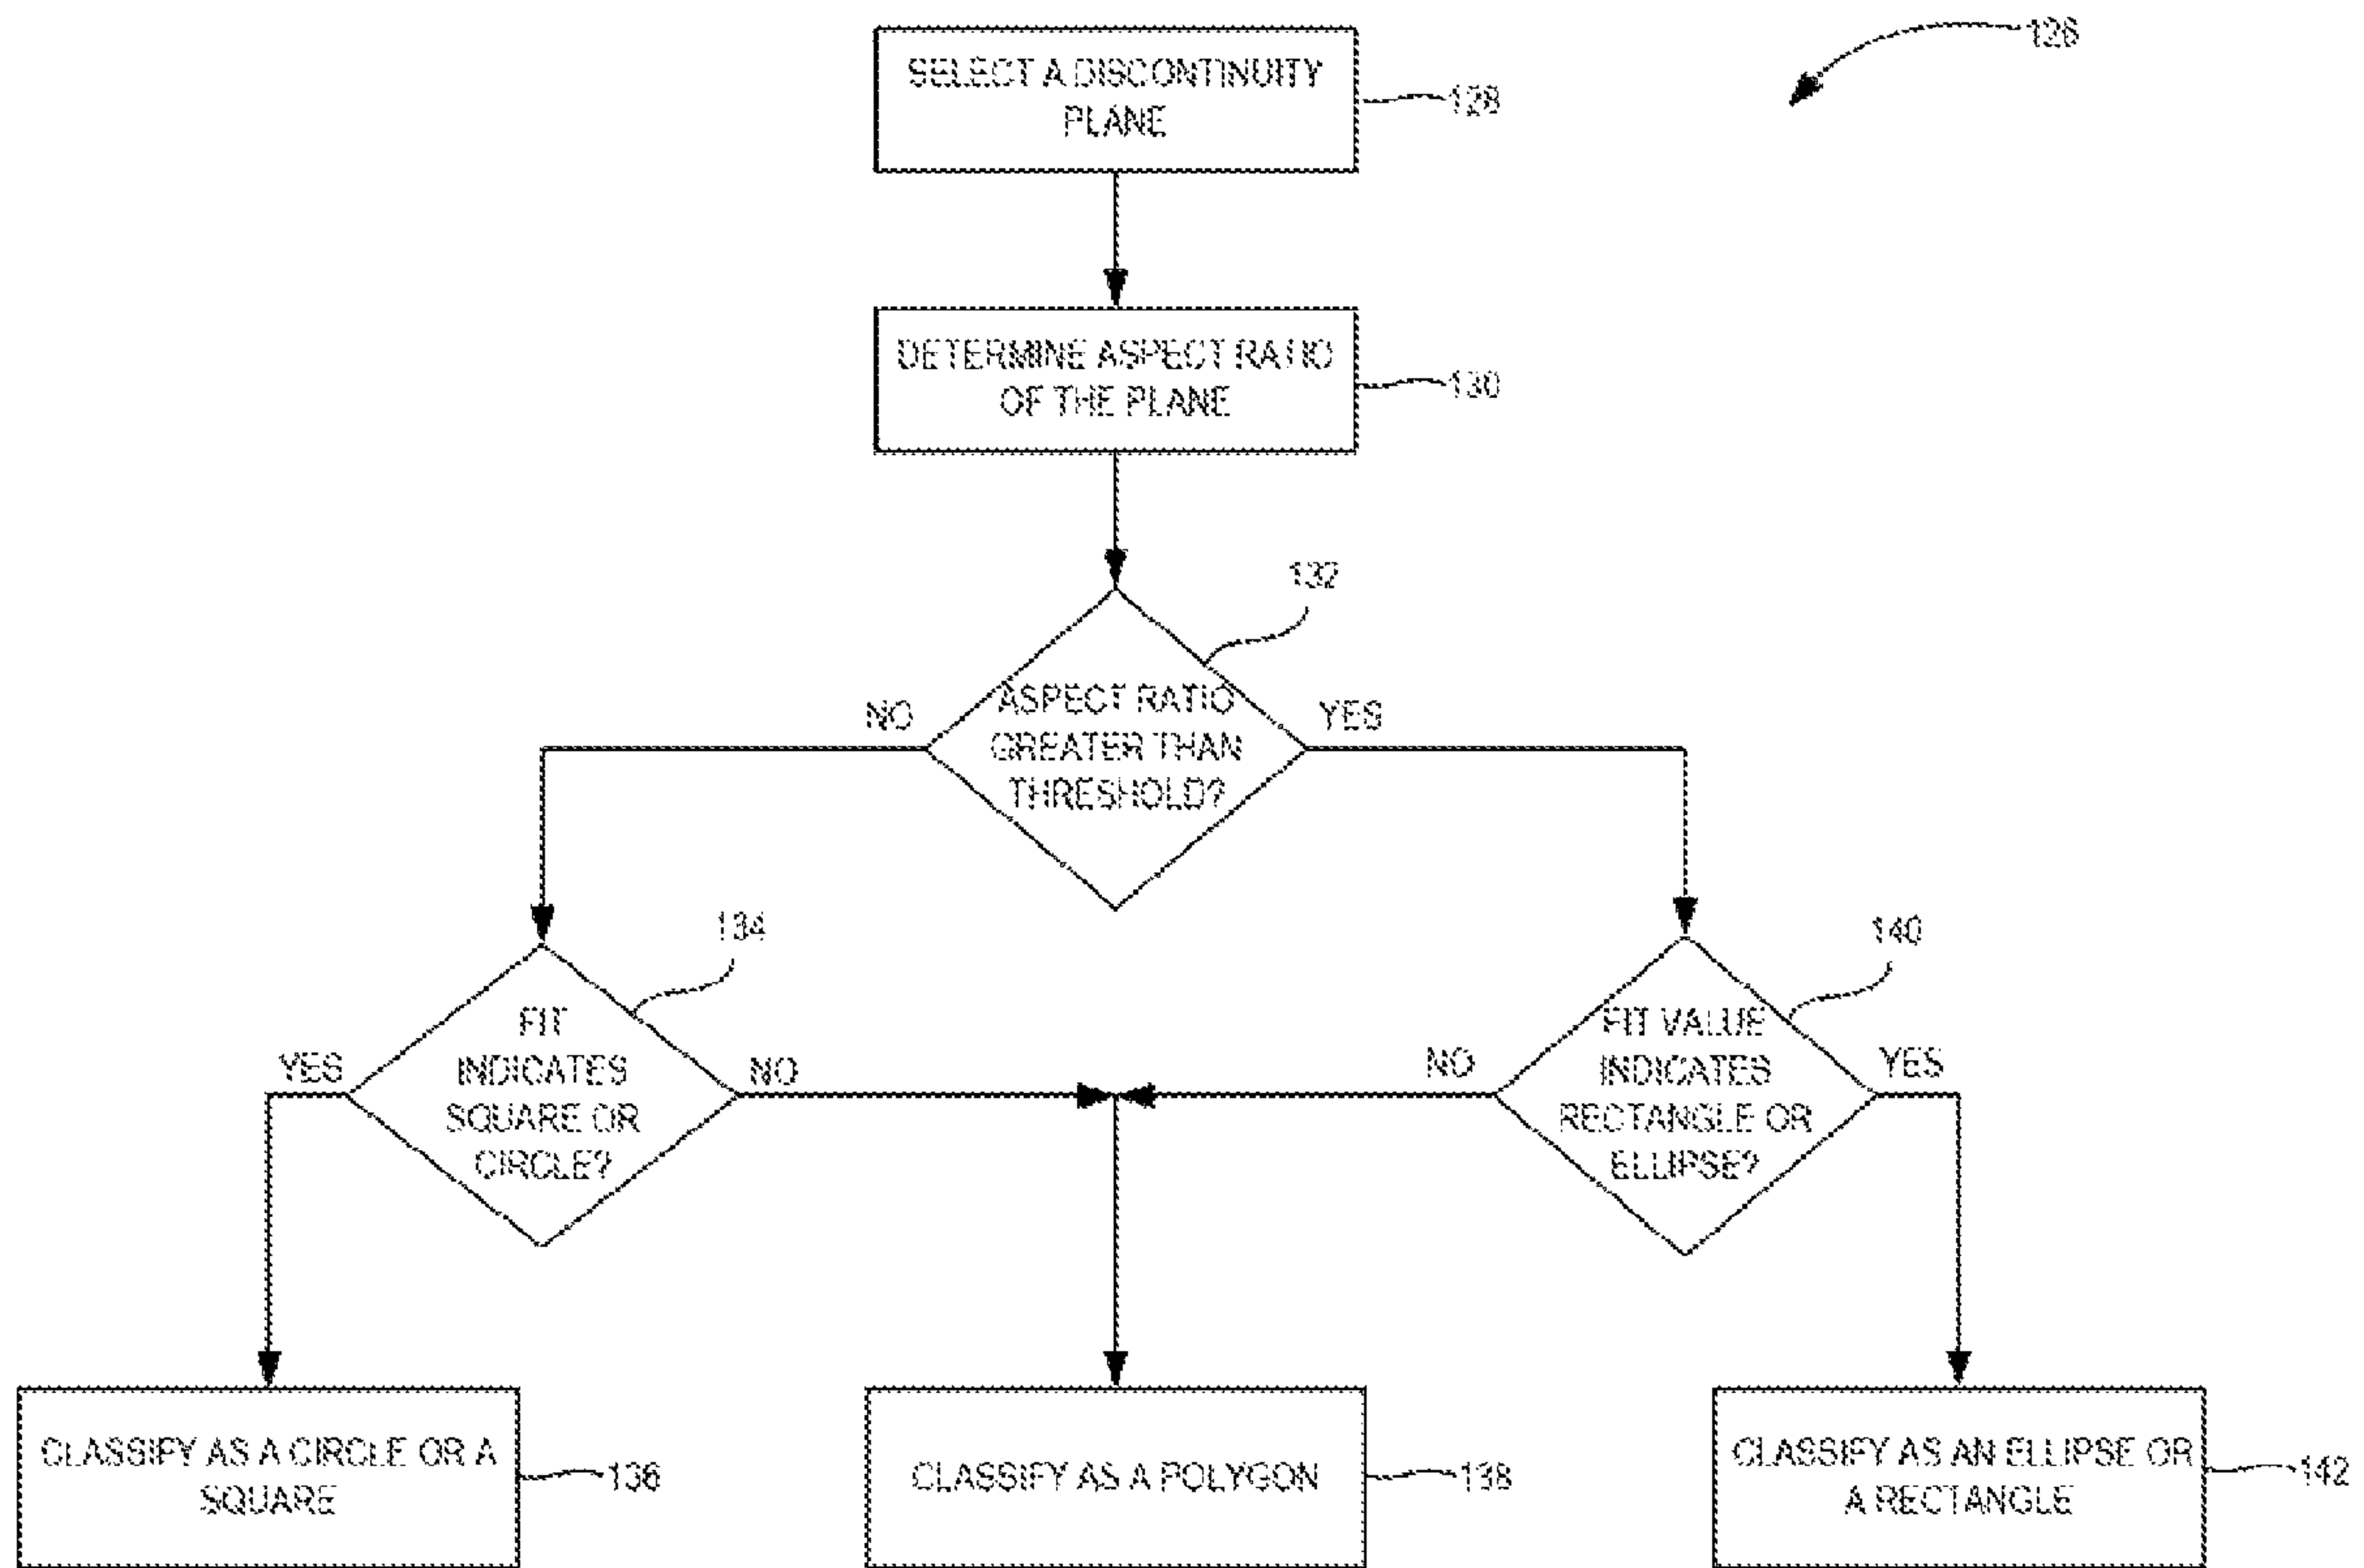 126
SELECT A DISCONTINUITY
PLANE
128
DETERMINE ASPECT RATIO
OF THE PLANE
130
132
ASPECT RATIO
GREATER THAN
THRESHOLD?
NO
YES
134
140
FIT
INDICATES
SQUARE OR
CIRCLE?
YES
NO
FIT VALUE
INDICATES
RECTANGLE OR
ELLIPSE?
NO
YES
CLASSIFY AS A CIRCLE OR A
SQUARE
136
CLASSIFY AS A POLYGON
138
CLASSIFY AS AN ELLIPSE OR
A RECTANGLE
142